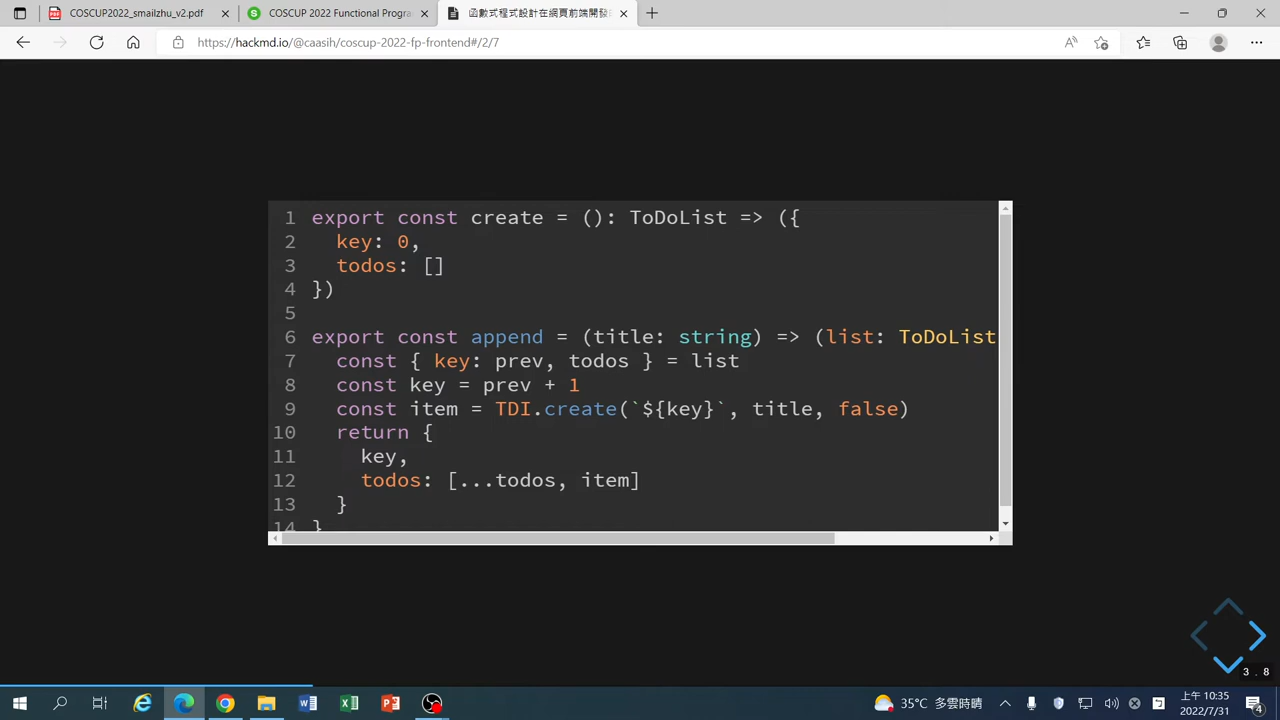 COSCUP2022_smailzhu_v2.pdf
COSCUP 2022 Functional Progra
函數式程式設計在網頁前端開發
https://hackmd.io/@caasih/coscup-2022-fp-frontend#/2/7
1 export const create = (): ToDoList => ({
2 key: 0,
3 todos: []
4 })
5
6 export const append = (title: string) => (list: ToDoList
7 const { key: prev, todos } = list
8 const key = prev + 1
9 const item = TDI.create(`${key}`, title, false)
10 return {
11 key,
12 todos: [...todos, item]
13 }
14 }
3 . 8
35°C 多雲時晴
上午 10:35
2022/7/31
4